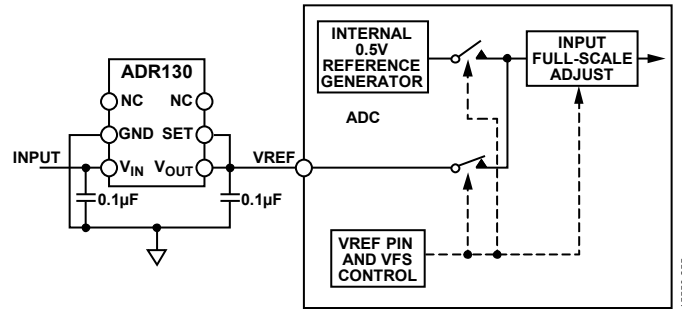 INTERNAL
0.5V
REFERENCE
GENERATOR
INPUT
FULL-SCALE
ADJUST
ADR130
NC NC
ADC
GND SET
INPUT
VIN VOUT
VREF
0.1µF 0.1µF
VREF PIN
AND VFS
CONTROL